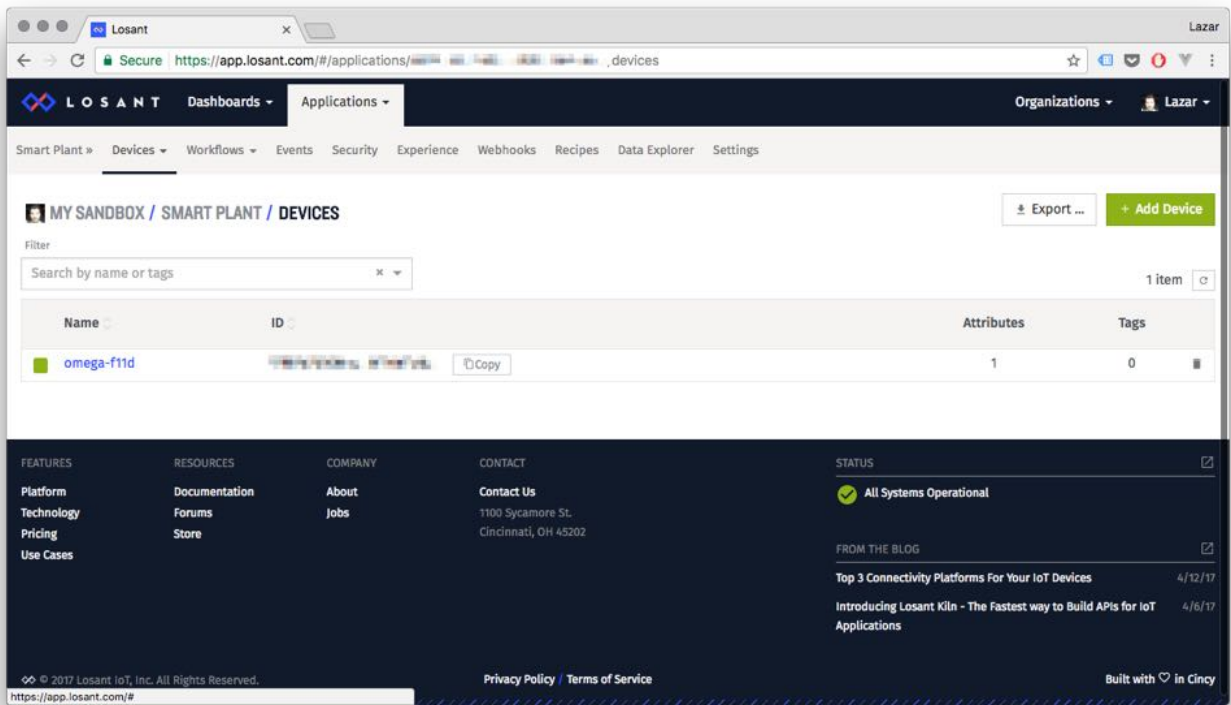 Losant
Lazar
Secure https://app.losant.com/#/applications/ devices
LOSANT Dashboards Applications Organizations Lazar
Smart Plant » Devices Workflows Events Security Experience Webhooks Recipes Data Explorer Settings
MY SANDBOX / SMART PLANT / DEVICES
Export ... + Add Device
Filter
Search by name or tags
1 item
Name ID Attributes Tags
omega-f11d Copy 1 0
FEATURES RESOURCES COMPANY CONTACT STATUS
Platform Documentation About Contact Us All Systems Operational
Technology Forums Jobs 1100 Sycamore St.
Pricing Store Cincinnati, OH 45202
Use Cases
FROM THE BLOG
Top 3 Connectivity Platforms For Your IoT Devices 4/12/17
Introducing Losant Kiln - The Fastest way to Build APIs for IoT 4/6/17
Applications
© 2017 Losant IoT, Inc. All Rights Reserved. Privacy Policy / Terms of Service Built with ♡ in Cincy
https://app.losant.com/#